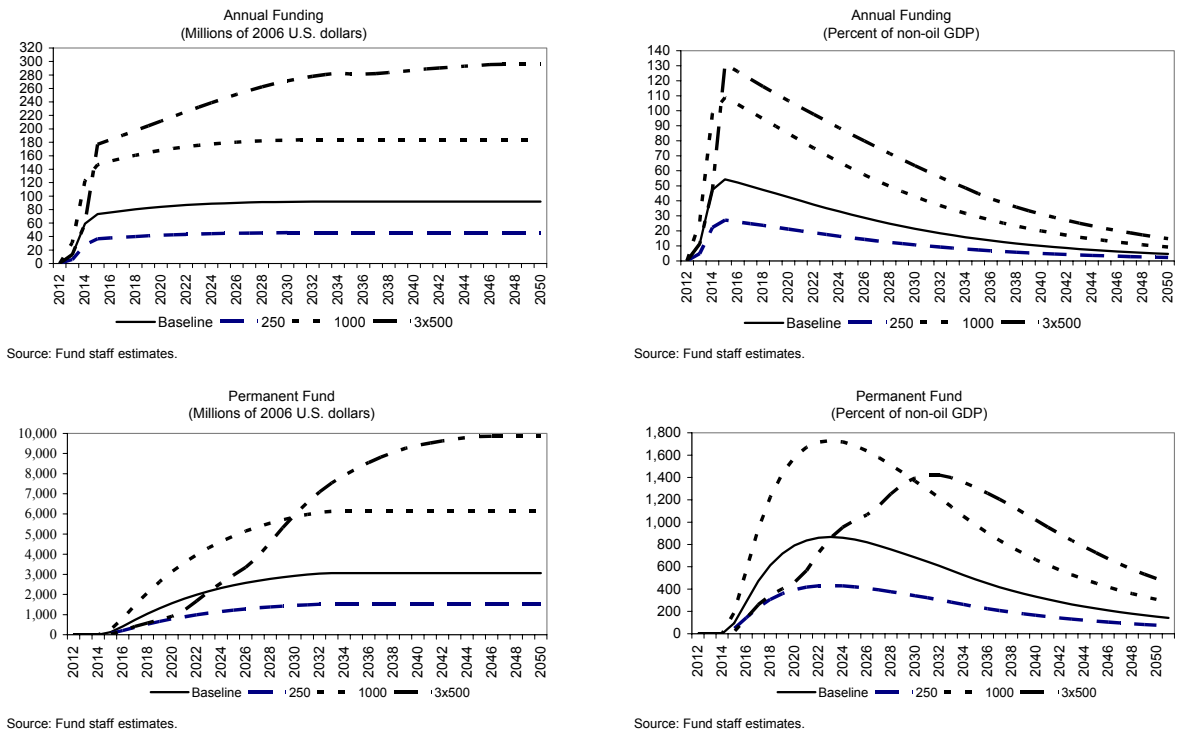 Annual Funding
(Millions of 2006 U.S. dollars)
320
300
280
260
240
220
200
180
160
140
120
100
80
60
40
20
0
2012 2014 2016 2018 2020 2022 2024 2026 2028 2030 2032 2034 2036 2038 2040 2042 2044 2046 2048 2050
Baseline 250 1000 3x500
Source: Fund staff estimates.
Annual Funding
(Percent of non-oil GDP)
140
130
120
110
100
90
80
70
60
50
40
30
20
10
0
2012 2014 2016 2018 2020 2022 2024 2026 2028 2030 2032 2034 2036 2038 2040 2042 2044 2046 2048 2050
Baseline 250 1000 3x500
Source: Fund staff estimates.
Permanent Fund
(Millions of 2006 U.S. dollars)
10,000
9,000
8,000
7,000
6,000
5,000
4,000
3,000
2,000
1,000
0
2012 2014 2016 2018 2020 2022 2024 2026 2028 2030 2032 2034 2036 2038 2040 2042 2044 2046 2048 2050
Baseline 250 1000 3x500
Source: Fund staff estimates.
Permanent Fund
(Percent of non-oil GDP)
1,800
1,600
1,400
1,200
1,000
800
600
400
200
0
2012 2014 2016 2018 2020 2022 2024 2026 2028 2030 2032 2034 2036 2038 2040 2042 2044 2046 2048 2050
Baseline 250 1000 3x500
Source: Fund staff estimates.